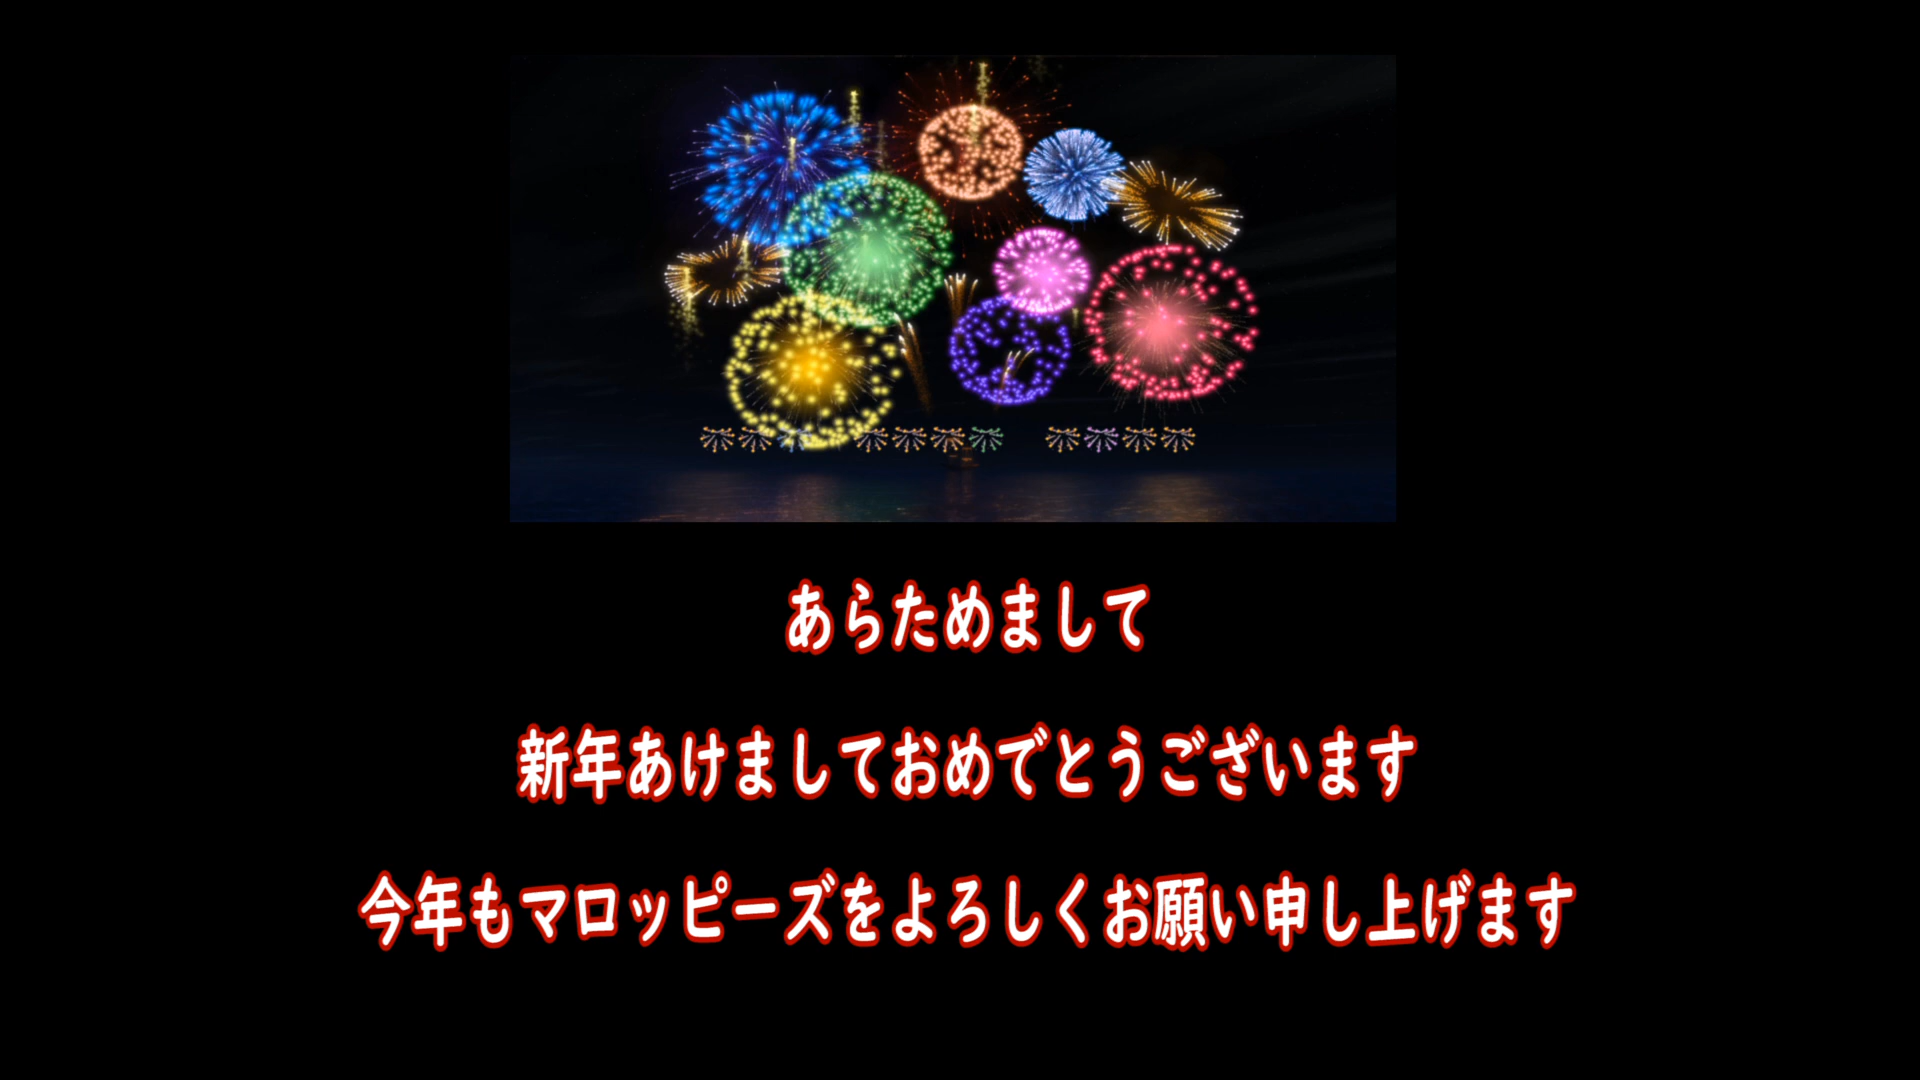 あらためまして
新年あけましておめでとうございます
今年もマロッピーズをよろしくお願い申し上げます